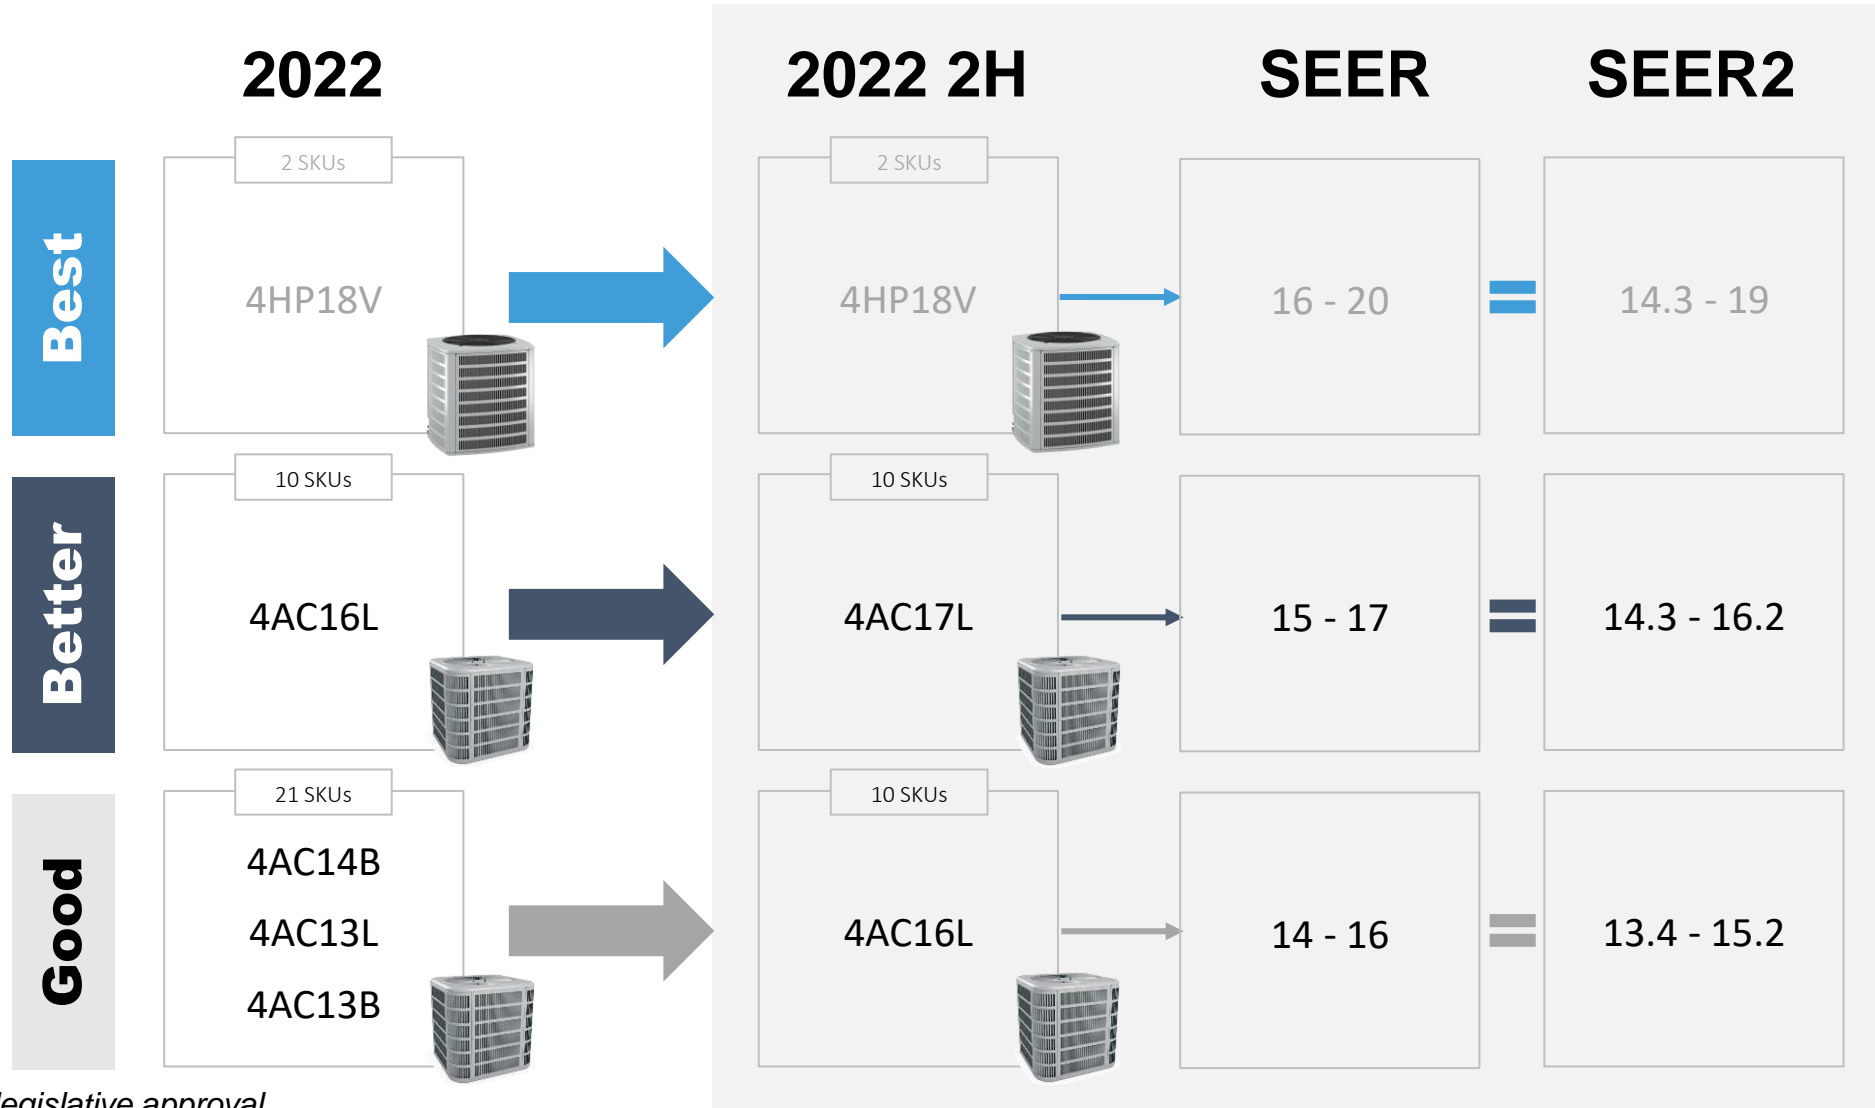 2022
2022 2H
SEER
SEER2
Best
2 SKUs
4HP18V
2 SKUs
4HP18V
16 - 20
14.3 - 19
Better
10 SKUs
4AC16L
10 SKUs
4AC17L
15 - 17
14.3 - 16.2
Good
21 SKUs
4AC14B
4AC13L
4AC13B
10 SKUs
4AC16L
14 - 16
13.4 - 15.2
legislative approval